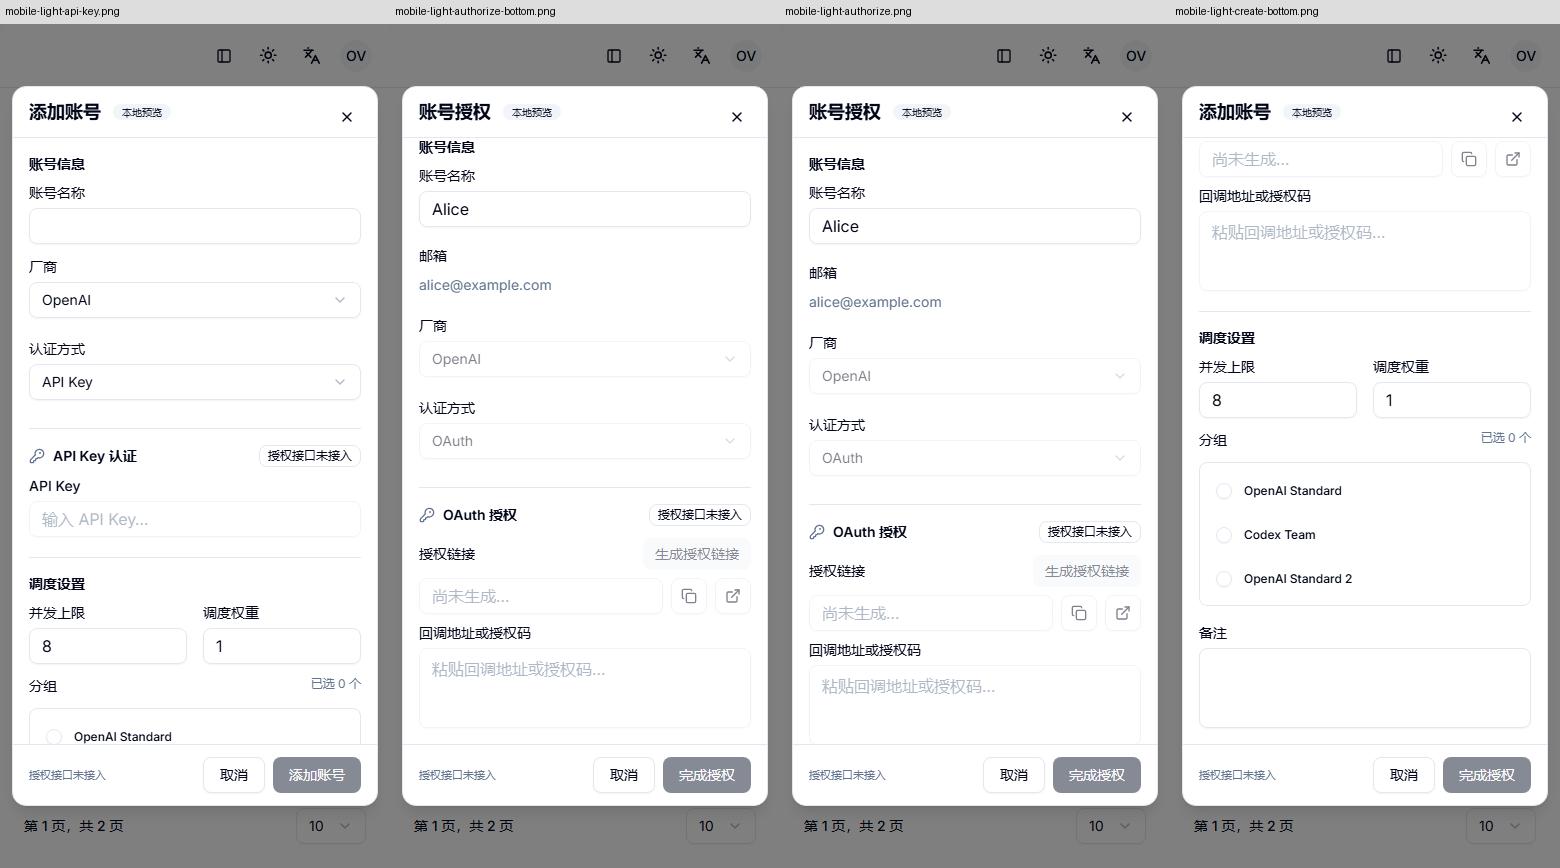 mobile-light-api-key.png
OV
添加账号 本地预览
账号信息
账号名称
厂商
OpenAI
认证方式
API Key
API Key 认证 授权接口未接入
API Key
输入 API Key...
调度设置
并发上限 调度权重
8 1
分组 已选 0 个
OpenAI Standard
授权接口未接入 取消 添加账号
第 1 页，共 2 页 10
mobile-light-authorize-bottom.png
OV
账号授权 本地预览
账号信息
账号名称
Alice
邮箱
alice@example.com
厂商
OpenAI
认证方式
OAuth
OAuth 授权 授权接口未接入
授权链接 生成授权链接
尚未生成...
回调地址或授权码
粘贴回调地址或授权码...
授权接口未接入 取消 完成授权
第 1 页，共 2 页 10
mobile-light-authorize.png
OV
账号授权 本地预览
账号信息
账号名称
Alice
邮箱
alice@example.com
厂商
OpenAI
认证方式
OAuth
OAuth 授权 授权接口未接入
授权链接 生成授权链接
尚未生成...
回调地址或授权码
粘贴回调地址或授权码...
授权接口未接入 取消 完成授权
第 1 页，共 2 页 10
mobile-light-create-bottom.png
OV
添加账号 本地预览
尚未生成...
回调地址或授权码
粘贴回调地址或授权码...
调度设置
并发上限 调度权重
8 1
分组 已选 0 个
OpenAI Standard
Codex Team
OpenAI Standard 2
备注
授权接口未接入 取消 完成授权
第 1 页，共 2 页 10